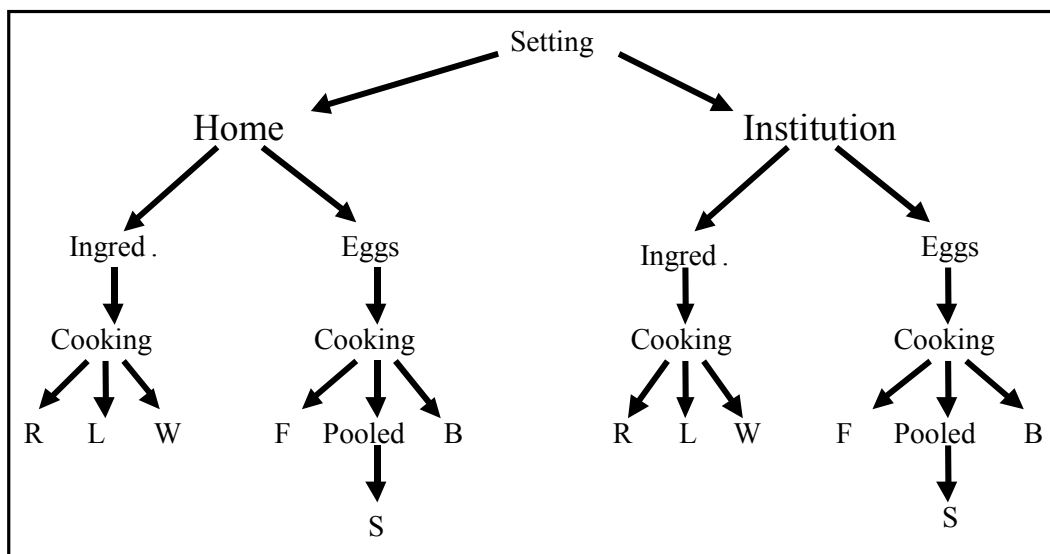 Setting
Home Institution
Ingred . Eggs Ingred . Eggs
Cooking Cooking Cooking Cooking
R L W F Pooled B R L W F Pooled B
S S